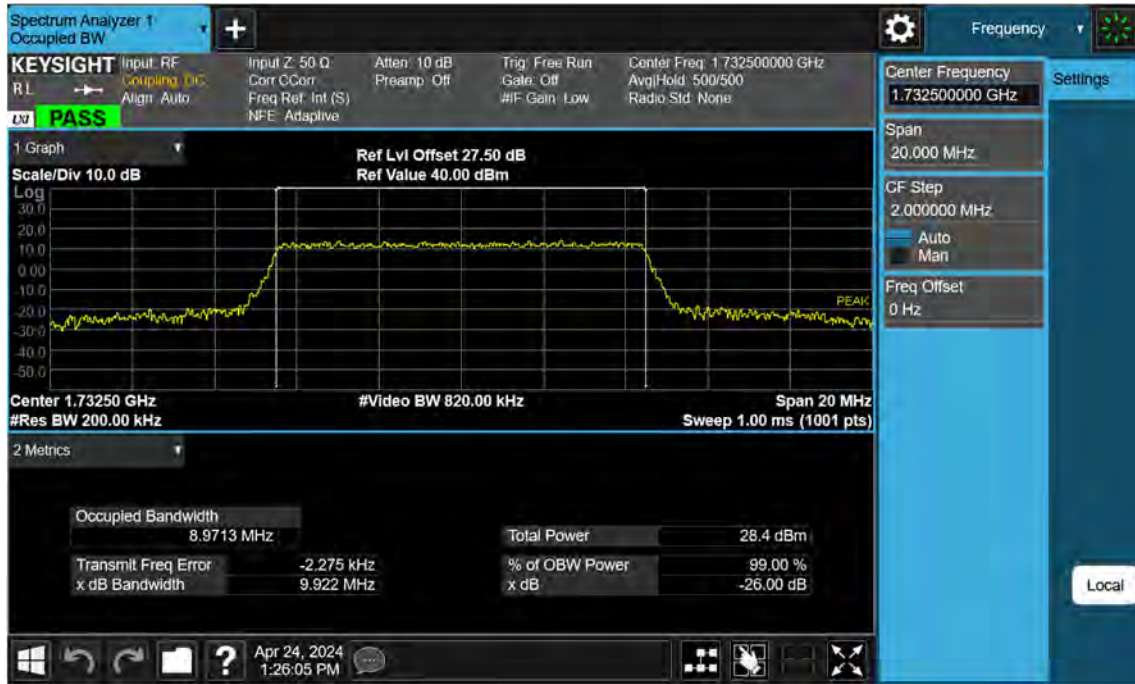 Spectrum Analyzer 1
Occupied BW
+
Frequency
KEYSIGHT
RL
LXI
PASS
Input: RF
Coupling: DC
Align: Auto
Input Z: 50 Ω
Corr CCorr
Freq Ref: Int (S)
NFE: Adaptive
Atten: 10 dB
Preamp: Off
Trig: Free Run
Gate: Off
#IF Gain: Low
Center Freq: 1.732500000 GHz
Avg|Hold: 500/500
Radio Std: None
1 Graph
Scale/Div 10.0 dB
Ref Lvl Offset 27.50 dB
Ref Value 40.00 dBm
Log
30.0
20.0
10.0
0.00
-10.0
-20.0
-30.0
-40.0
-50.0
PEAK
Center 1.73250 GHz
#Video BW 820.00 kHz
Span 20 MHz
#Res BW 200.00 kHz
Sweep 1.00 ms (1001 pts)
2 Metrics
Occupied Bandwidth
8.9713 MHz
Total Power 28.4 dBm
Transmit Freq Error -2.275 kHz
% of OBW Power 99.00 %
x dB Bandwidth 9.922 MHz
x dB -26.00 dB
Center Frequency
1.732500000 GHz
Settings
Span
20.000 MHz
CF Step
2.000000 MHz
Auto
Man
Freq Offset
0 Hz
Local
?
Apr 24, 2024
1:26:05 PM